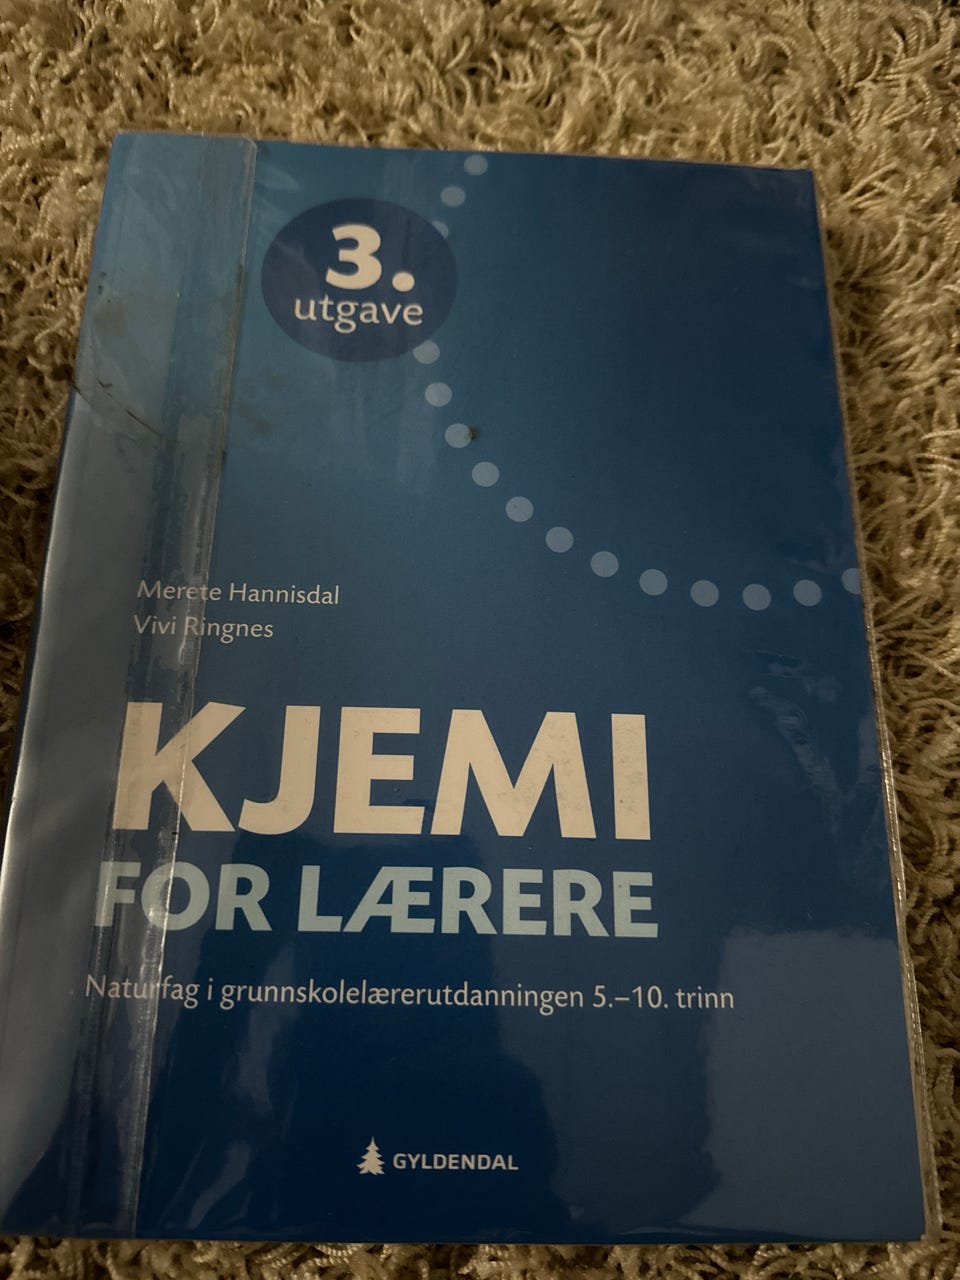 3.
utgave
Merete Hannisdal
Vivi Ringnes
KJEMI
FOR LÆRERE
Naturfag i grunnskolelærerutdanningen 5.–10. trinn
GYLDENDAL